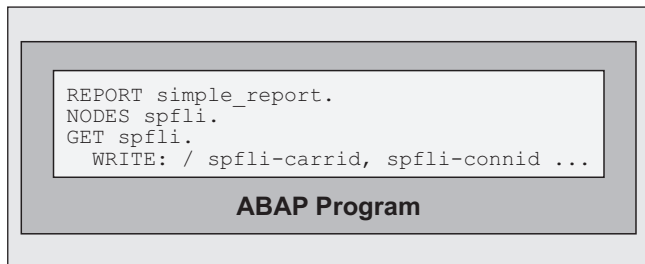 REPORT simple_report.
NODES spfli.
GET spfli.
WRITE: / spfli-carrid, spfli-connid ...
ABAP Program